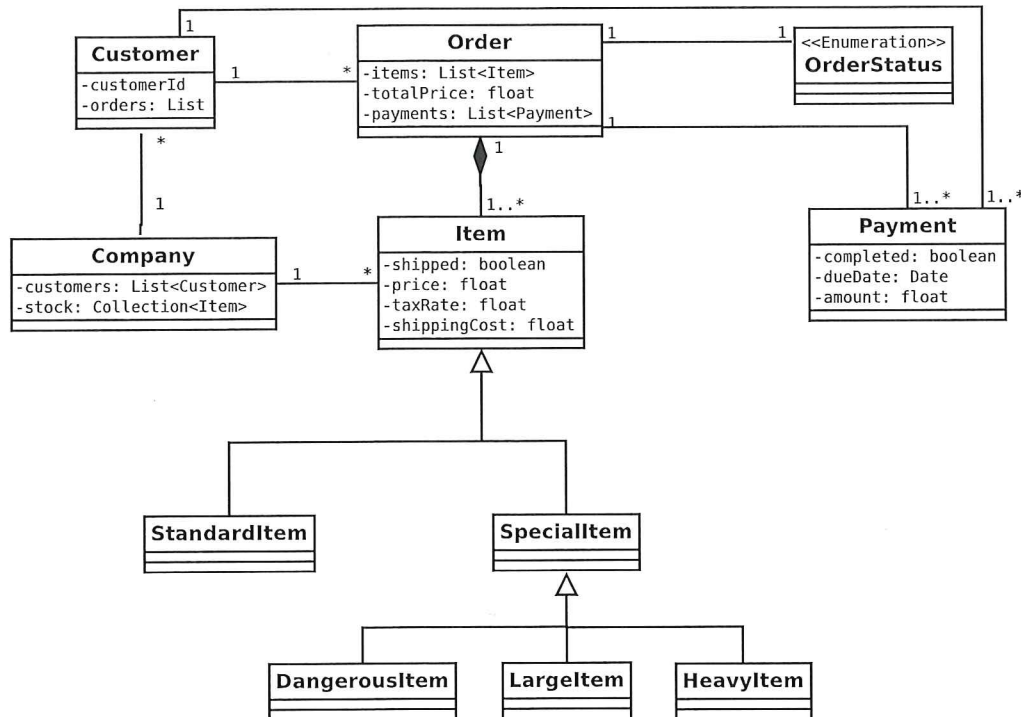 1
Customer
-customerId
-orders: List
1
*
Order
-items: List<Item>
-totalPrice: float
-payments: List<Payment>
1
1
<<Enumeration>>
OrderStatus
1
1
1..*
1..*
1..*
*
1
Company
-customers: List<Customer>
-stock: Collection<Item>
1
*
Item
-shipped: boolean
-price: float
-taxRate: float
-shippingCost: float
Payment
-completed: boolean
-dueDate: Date
-amount: float
StandardItem
SpecialItem
DangerousItem
LargeItem
HeavyItem